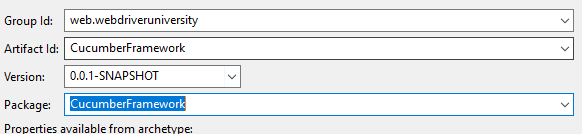 Group Id: web.webdriveruniversity
Artifact Id: CucumberFramework
Version: 0.0.1-SNAPSHOT
Package: CucumberFramework
Properties available from archetype: